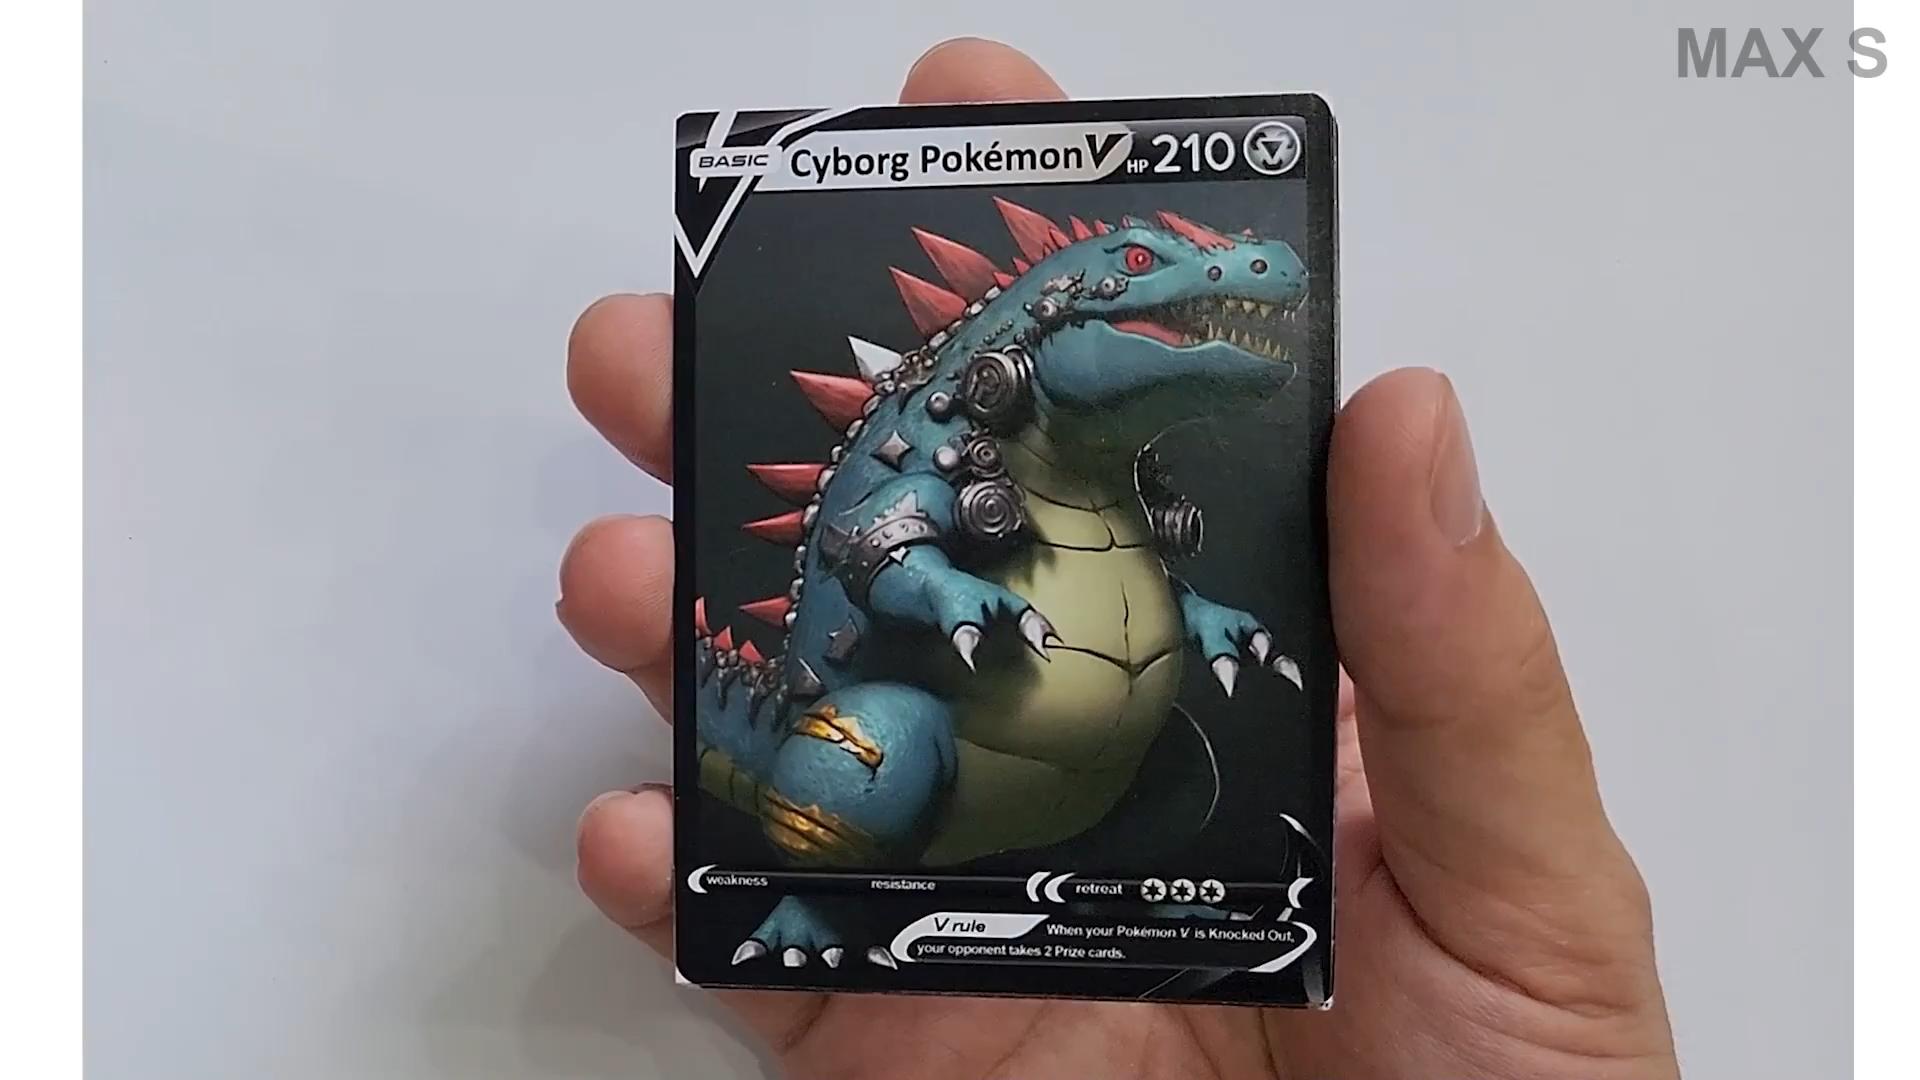 MAX S
BASIC Cyborg Pokémon V HP 210
weakness resistance retreat
V rule When your Pokémon V is Knocked Out,
your opponent takes 2 Prize cards.